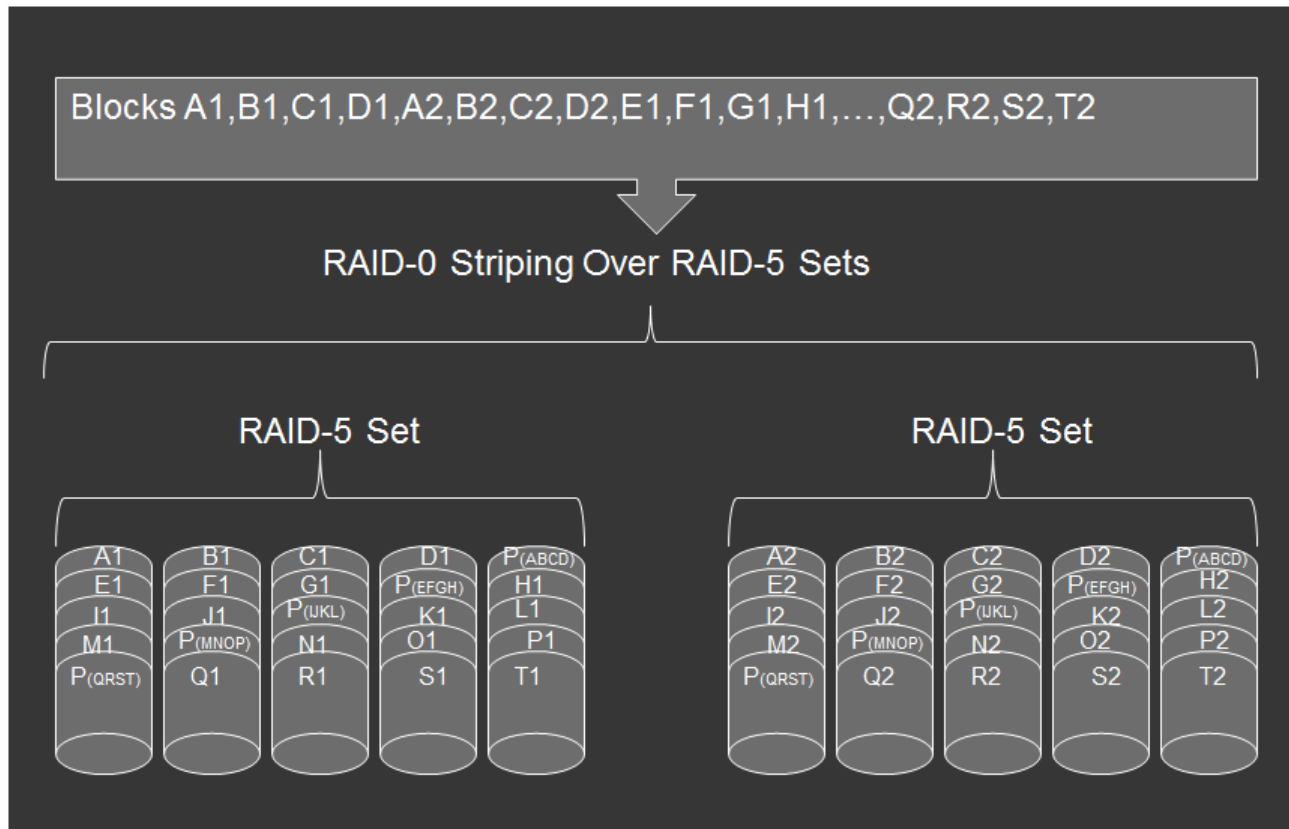 Blocks A1,B1,C1,D1,A2,B2,C2,D2,E1,F1,G1,H1,…,Q2,R2,S2,T2
RAID-0 Striping Over RAID-5 Sets
RAID-5 Set RAID-5 Set
A1 B1 C1 D1 P(ABCD) A2 B2 C2 D2 P(ABCD)
E1 F1 G1 P(EFGH) H1 E2 F2 G2 P(EFGH) H2
I1 J1 P(IJKL) K1 L1 I2 J2 P(IJKL) K2 L2
M1 P(MNOP) N1 O1 P1 M2 P(MNOP) N2 O2 P2
P(QRST) Q1 R1 S1 T1 P(QRST) Q2 R2 S2 T2